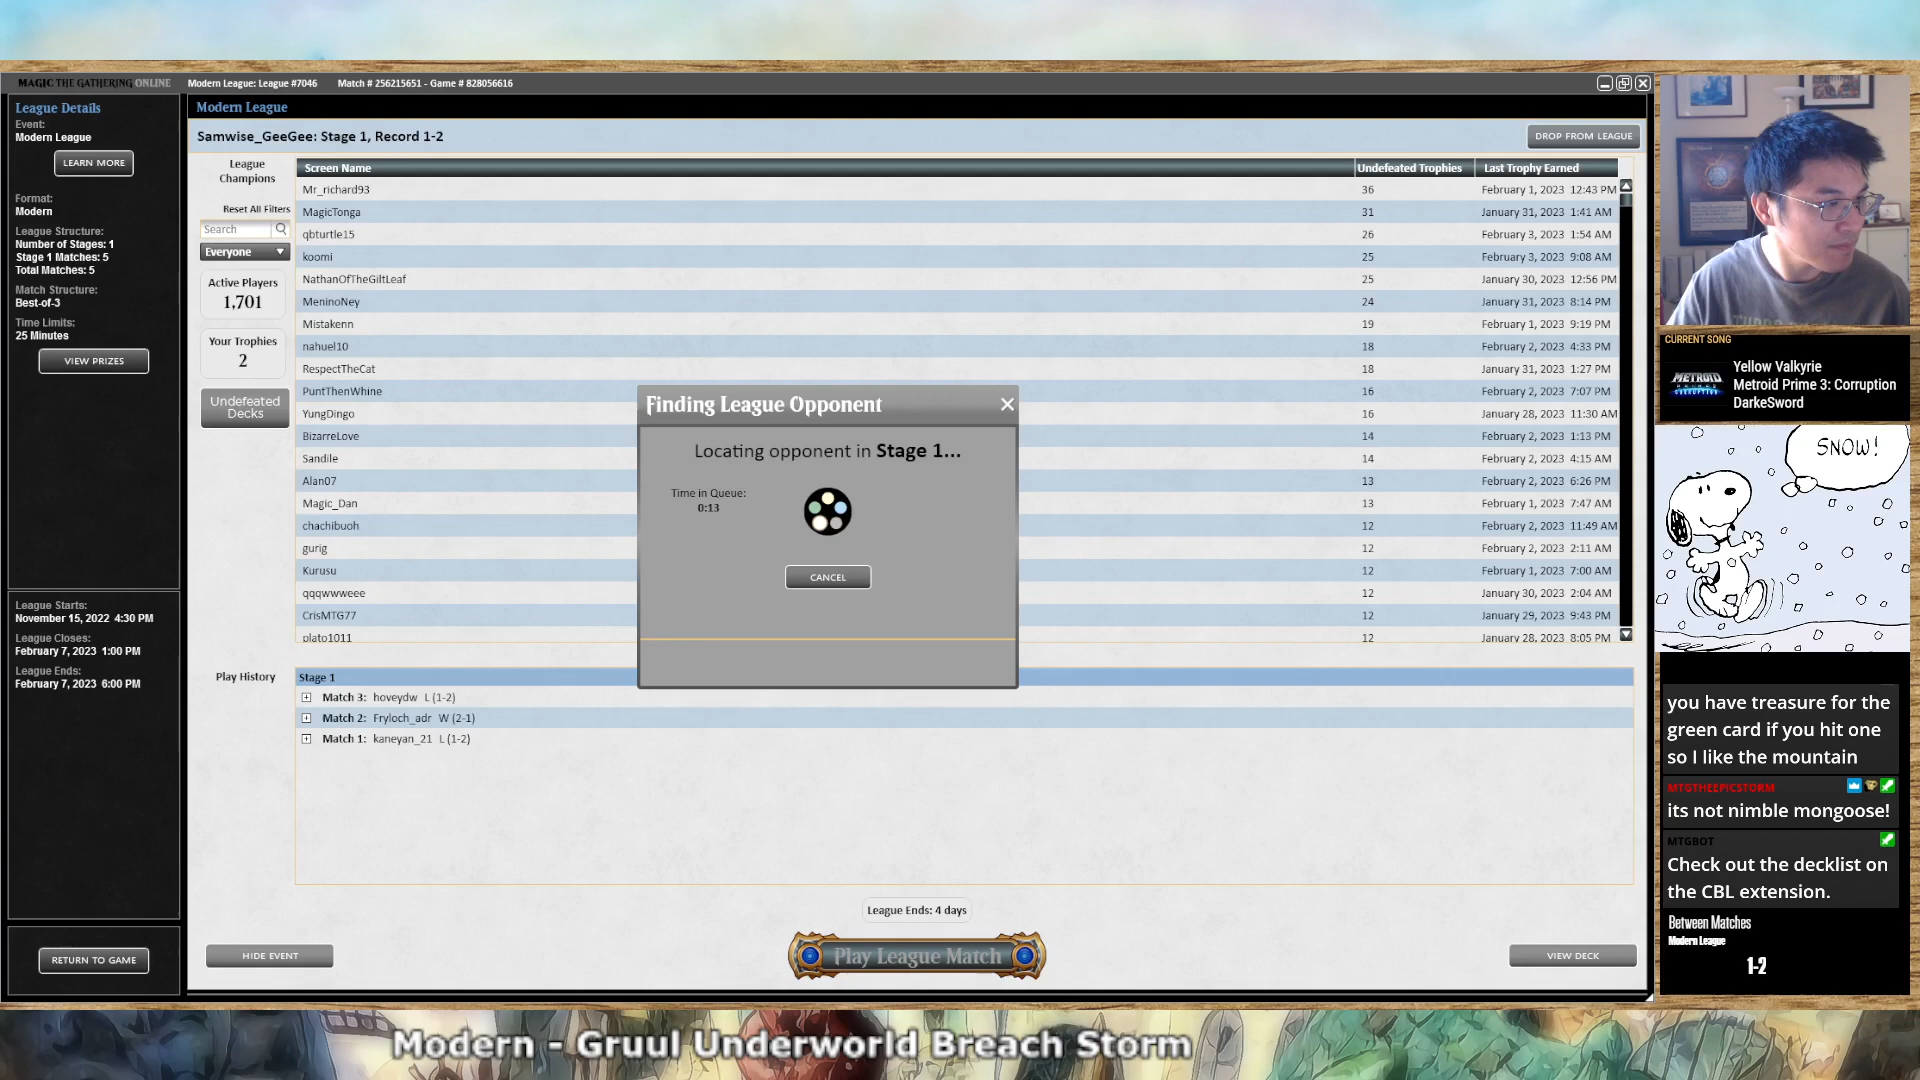 MAGIC THE GATHERING ONLINE
Modern League: League #7046
Match # 256215651 - Game # 828056616
League Details
Event:
Modern League
LEARN MORE
Format:
Modern
League Structure:
Number of Stages: 1
Stage 1 Matches: 5
Total Matches: 5
Match Structure:
Best-of-3
Time Limits:
25 Minutes
VIEW PRIZES
League Starts:
November 15, 2022 4:30 PM
League Closes:
February 7, 2023 1:00 PM
League Ends:
February 7, 2023 6:00 PM
RETURN TO GAME
Modern League
Samwise_GeeGee: Stage 1, Record 1-2
DROP FROM LEAGUE
League
Champions
Reset All Filters
Search
Everyone
Active Players
1,701
Your Trophies
2
Undefeated
Decks
Screen Name Undefeated Trophies Last Trophy Earned
Mr_richard93 36 February 1, 2023 12:43 PM
MagicTonga 31 January 31, 2023 1:41 AM
qbturtle15 26 February 3, 2023 1:54 AM
koomi 25 February 3, 2023 9:08 AM
NathanOfTheGiltLeaf 25 January 30, 2023 12:56 PM
MeninoNey 24 January 31, 2023 8:14 PM
Mistakenn 19 February 1, 2023 9:19 PM
nahuel10 18 February 2, 2023 4:33 PM
RespectTheCat 18 January 31, 2023 1:27 PM
PuntThenWhine 16 February 2, 2023 7:07 PM
YungDingo 16 January 28, 2023 11:30 AM
BizarreLove 14 February 2, 2023 1:13 PM
Sandile 14 February 2, 2023 4:15 AM
Alan07 13 February 2, 2023 6:26 PM
Magic_Dan 13 February 1, 2023 7:47 AM
chachibuoh 12 February 2, 2023 11:49 AM
gurig 12 February 2, 2023 2:11 AM
Kurusu 12 February 1, 2023 7:00 AM
qqqwwweee 12 January 30, 2023 2:04 AM
CrisMTG77 12 January 29, 2023 9:43 PM
plato1011 12 January 28, 2023 8:05 PM
Finding League Opponent
Locating opponent in Stage 1...
Time in Queue:
0:13
CANCEL
Play History
Stage 1
Match 3: hoveydw L (1-2)
Match 2: Fryloch_adr W (2-1)
Match 1: kaneyan_21 L (1-2)
League Ends: 4 days
HIDE EVENT
Play League Match
VIEW DECK
CURRENT SONG
METROID
PRIME
CORRUPTION
Yellow Valkyrie
Metroid Prime 3: Corruption
DarkeSword
SNOW!
you have treasure for the
green card if you hit one
so I like the mountain
MTGTHEEPICSTORM
its not nimble mongoose!
MTGBOT
Check out the decklist on
the CBL extension.
Between Matches
Modern League
1-2
Modern - Gruul Underworld Breach Storm